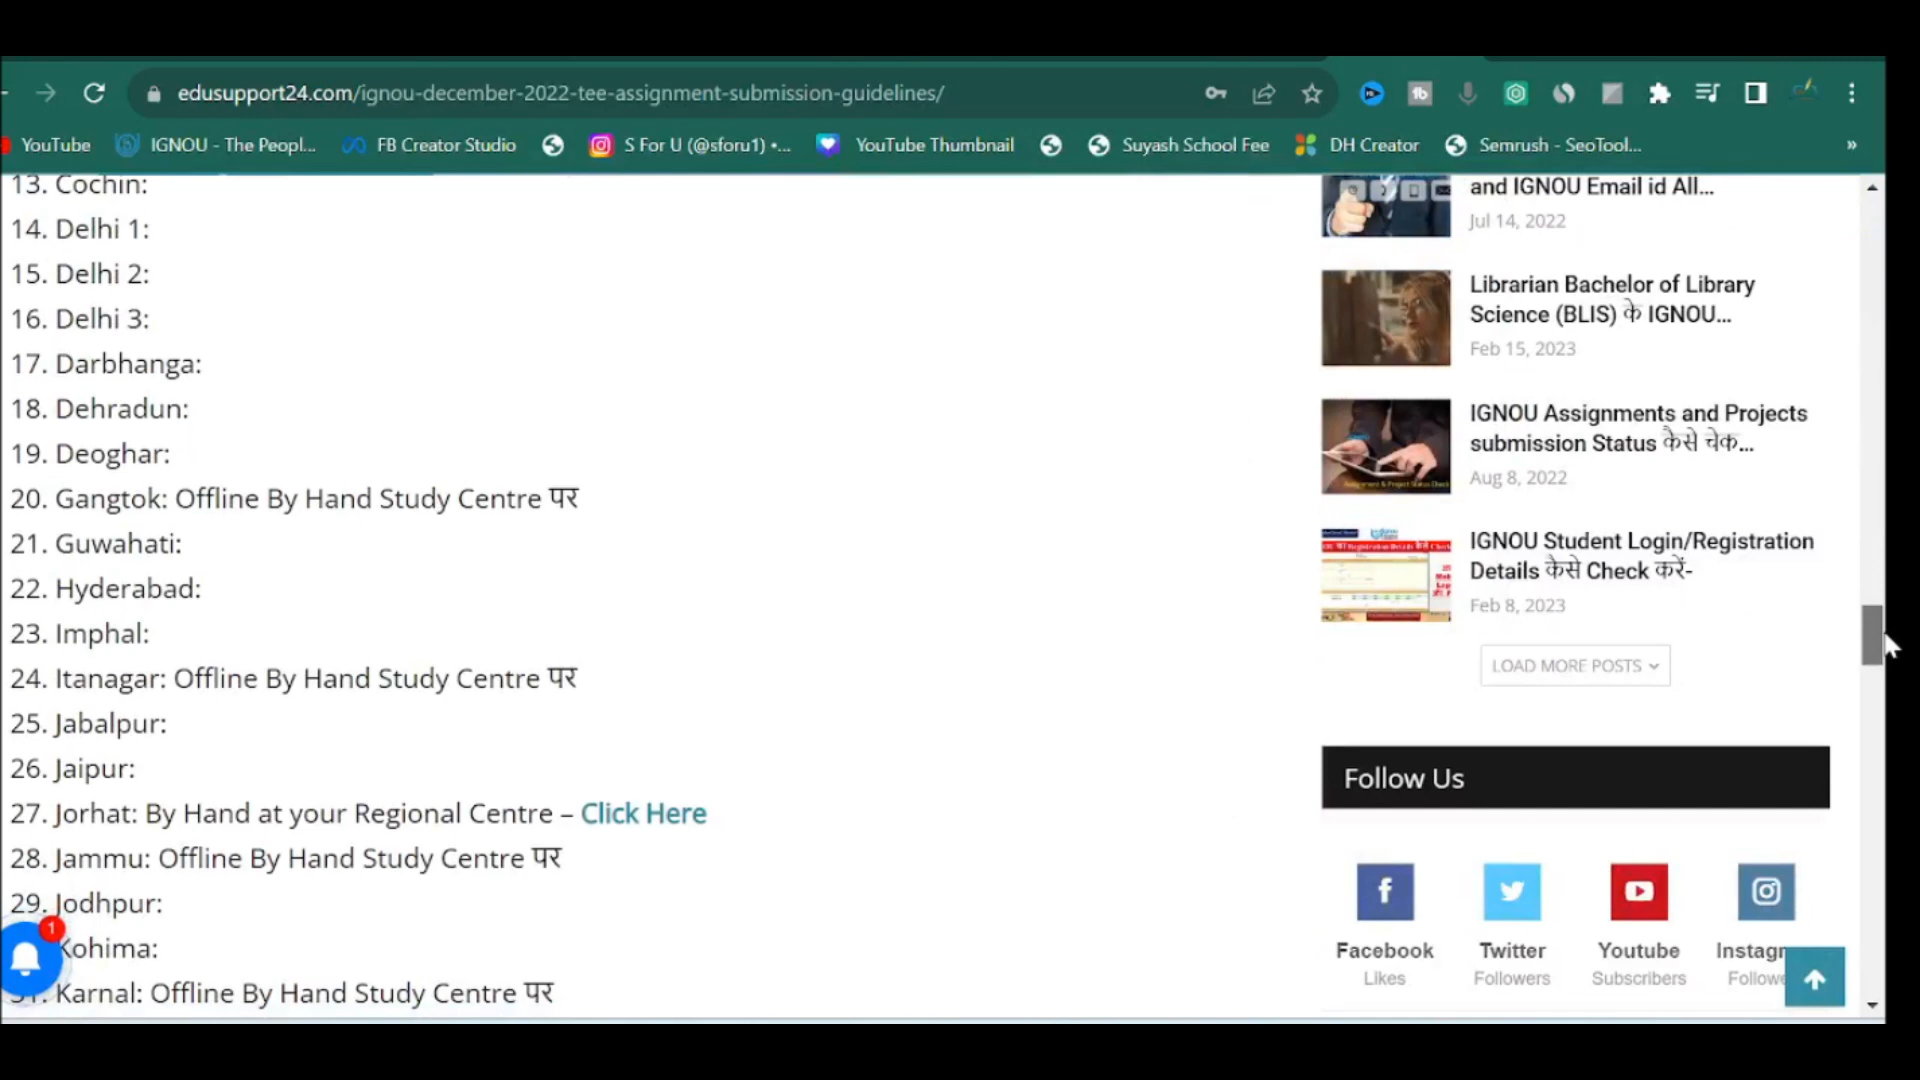 edusupport24.com/ignou-december-2022-tee-assignment-submission-guidelines/
YouTube IGNOU - The Peopl... FB Creator Studio S For U (@sforu1) •... YouTube Thumbnail Suyash School Fee DH Creator Semrush - SeoTool... »
13. Cochin:
14. Delhi 1:
15. Delhi 2:
16. Delhi 3:
17. Darbhanga:
18. Dehradun:
19. Deoghar:
20. Gangtok: Offline By Hand Study Centre पर
21. Guwahati:
22. Hyderabad:
23. Imphal:
24. Itanagar: Offline By Hand Study Centre पर
25. Jabalpur:
26. Jaipur:
27. Jorhat: By Hand at your Regional Centre – Click Here
28. Jammu: Offline By Hand Study Centre पर
29. Jodhpur:
Kohima:
Karnal: Offline By Hand Study Centre पर
1
and IGNOU Email id All...
Jul 14, 2022
Librarian Bachelor of Library
Science (BLIS) के IGNOU...
Feb 15, 2023
IGNOU Assignments and Projects
submission Status कैसे चेक...
Aug 8, 2022
IGNOU Student Login/Registration
Details कैसे Check करें-
Feb 8, 2023
LOAD MORE POSTS
Follow Us
Facebook Twitter Youtube
Likes Followers Subscribers